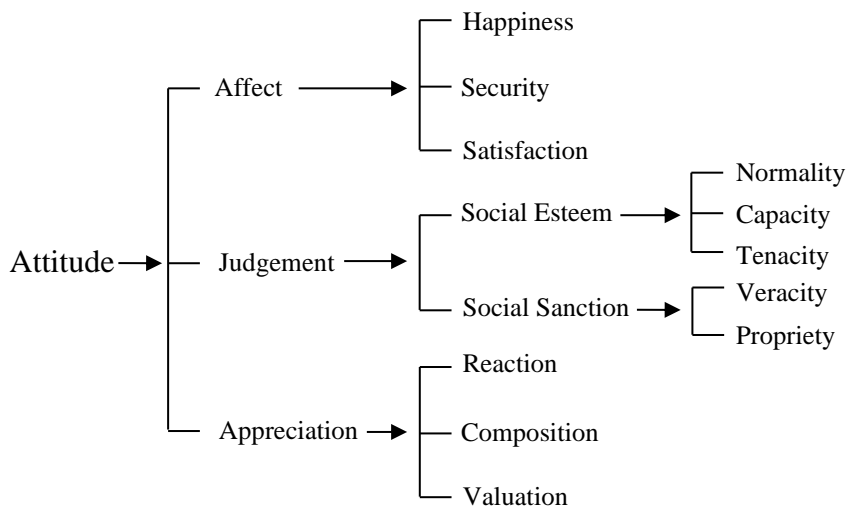 Happiness
Affect
Security
Satisfaction
Normality
Social Esteem
Capacity
Tenacity
Attitude
Judgement
Veracity
Social Sanction
Propriety
Reaction
Appreciation
Composition
Valuation